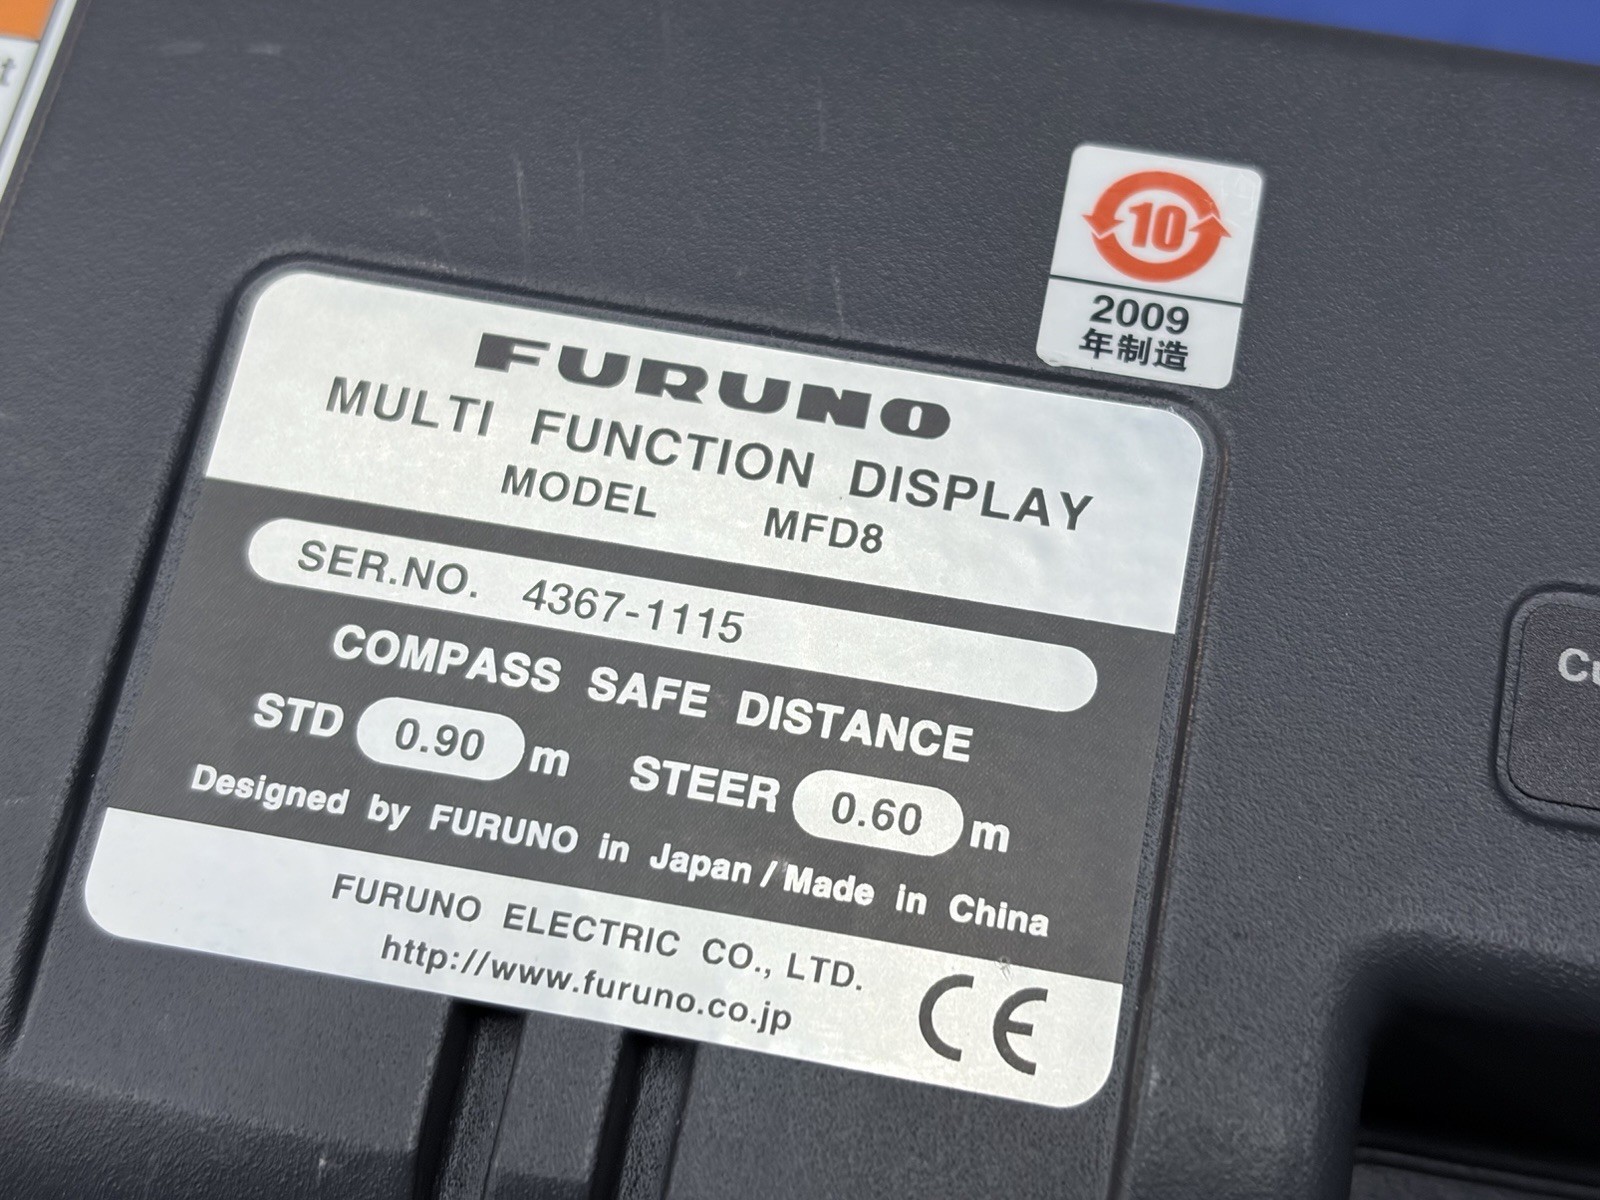 t
10
2009
年制造
FURUNO
MULTI FUNCTION DISPLAY
MODEL MFD8
SER.NO. 4367-1115
COMPASS SAFE DISTANCE
STD 0.90 m STEER 0.60 m
Designed by FURUNO in Japan / Made in China
FURUNO ELECTRIC CO., LTD.
http://www.furuno.co.jp
CE